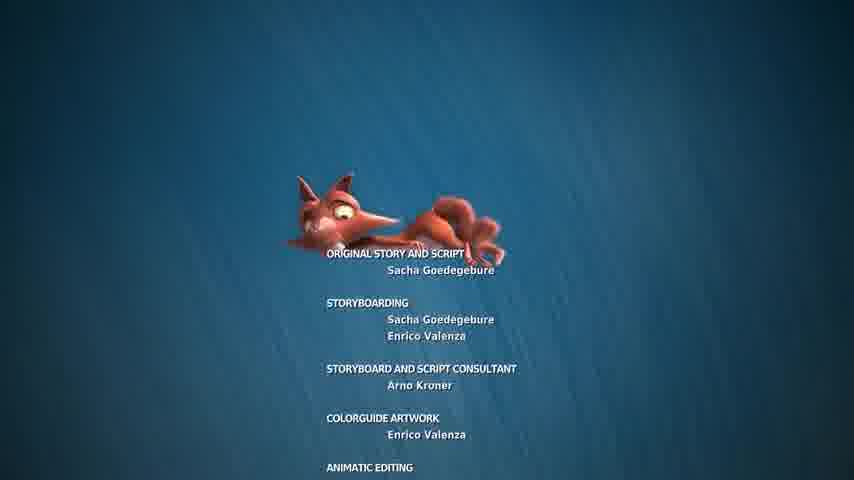 ORIGINAL STORY AND SCRIPT
Sacha Goedegebure
STORYBOARDING
Sacha Goedegebure
Enrico Valenza
STORYBOARD AND SCRIPT CONSULTANT
Arno Kroner
COLORGUIDE ARTWORK
Enrico Valenza
ANIMATIC EDITING